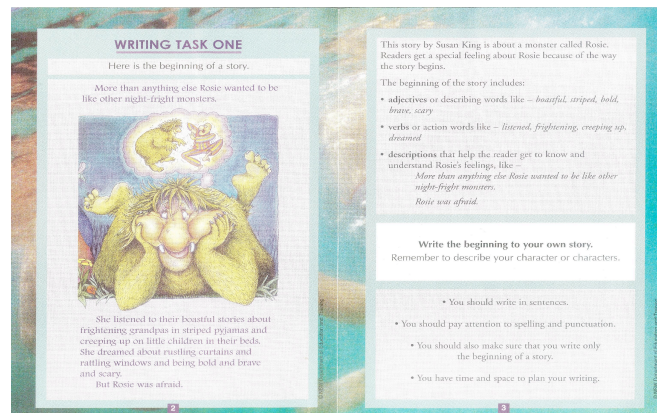 WRITING TASK ONE
Here is the beginning of a story.
More than anything else Rosie wanted to be
like other night-fright monsters.
She listened to their boastful stories about
frightening grandpas in striped pyjamas and
creeping up on little children in their beds.
She dreamed about rustling curtains and
rattling windows and being bold and brave
and scary.
But Rosie was afraid.
2
This story by Susan King is about a monster called Rosie.
Readers get a special feeling about Rosie because of the way
the story begins.
The beginning of the story includes:
• adjectives or describing words like – boastful, striped, bold,
brave, scary
• verbs or action words like – listened, frightening, creeping up,
dreamed
• descriptions that help the reader get to know and
understand Rosie's feelings, like –
More than anything else Rosie wanted to be like other
night-fright monsters.
Rosie was afraid.
Write the beginning to your own story.
Remember to describe your character or characters.
• You should write in sentences.
• You should pay attention to spelling and punctuation.
• You should also make sure that you write only
the beginning of a story.
• You have time and space to plan your writing.
3